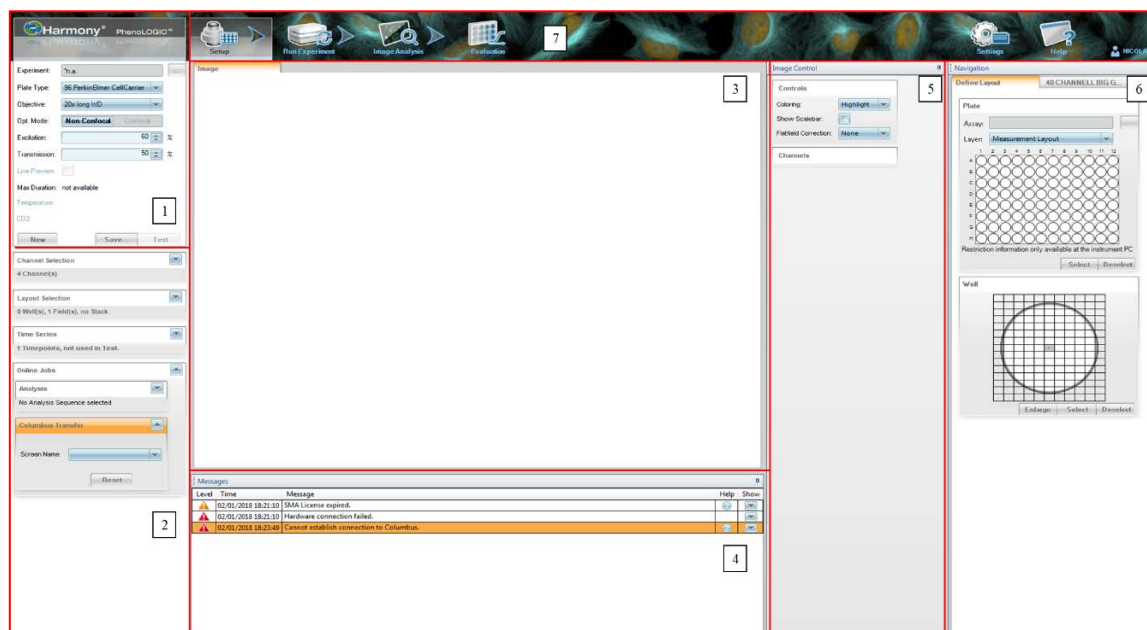 Harmony® PhenoLOGIC™
Setup
Run Experiment
Image Analysis
Evaluation
7
Settings
Help
Experiment: *n.a.
Plate Type: 96 PerkinElmer CellCarrier
Objective: 20x long WD
Opt. Mode: Non-Confocal Confocal
Excitation: 60 %
Transmission: 50 %
Live Preview:
Max Duration: not available
Temperature:
CO2:
1
New Save Test
Channel Selection
4 Channel(s)
Layout Selection
0 Well(s), 1 Field(s), no Stack
Time Series
1 Timepoints, not used in Test.
Online Jobs
Analysis
No Analysis Sequence selected
Columbus Transfer
Screen Name:
Reset
2
Image
3
Messages
Level Time Message Help Show
02/01/2018 18:21:10 SMA License expired.
02/01/2018 18:21:10 Hardware connection failed.
02/01/2018 18:23:49 Cannot establish connection to Columbus.
4
Image Control
5
Controls
Coloring: Highlight
Show Scalebar:
Flatfield Correction: None
Channels
Navigation
Define Layout 40 CHANNELL BIG G...
6
Plate
Assay:
Layer: Measurement Layout
1 2 3 4 5 6 7 8 9 10 11 12
A
B
C
D
E
F
G
H
Restriction information only available at the instrument PC
Select Deselect
Well
Enlarge Select Deselect